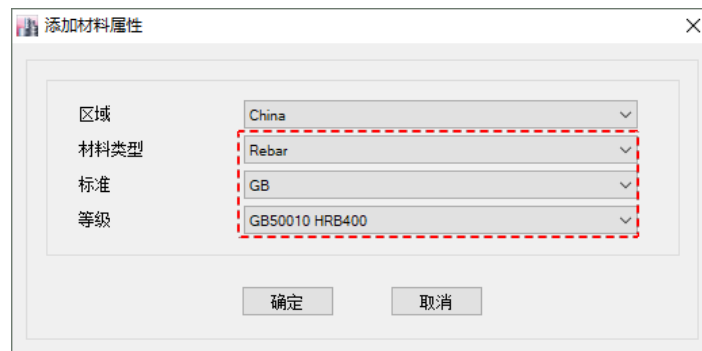 添加材料属性
区域 China
材料类型 Rebar
标准 GB
等级 GB50010 HRB400
确定 取消